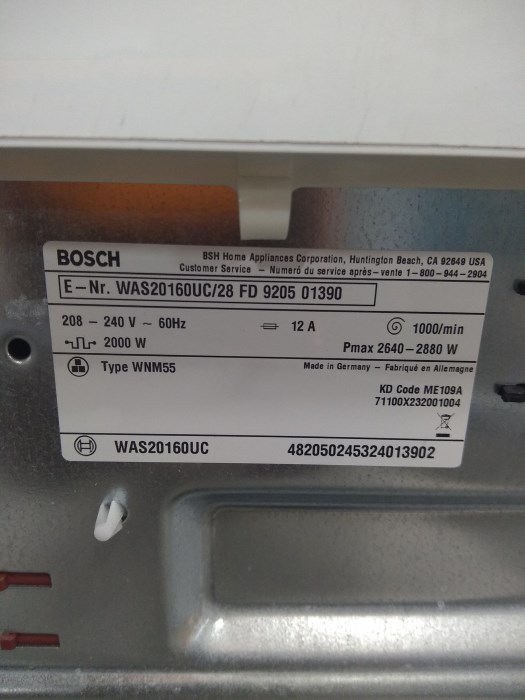 BOSCH
BSH Home Appliances Corporation, Huntington Beach, CA 92649 USA
Customer Service – Numeró du service après-vente 1-800-944-2904
E-Nr. WAS20160UC/28 FD 9205 01390
208 – 240 V ~ 60Hz
12 A
1000/min
2000 W
Pmax 2640-2880 W
Type WNM55
Made in Germany – Fabriqué en Allemagne
KD Code ME109A
71100X232001004
WAS20160UC
482050245324013902